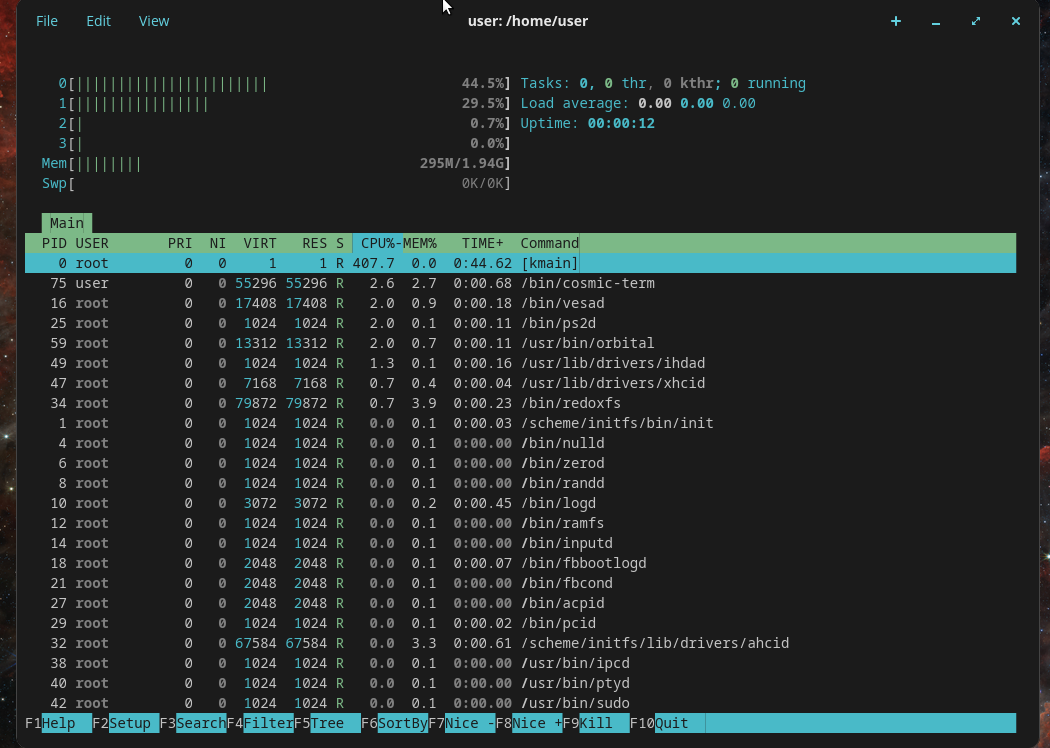 File Edit View user: /home/user + – ⤢ ×
0[||||||||||||||||||||||| 44.5%] Tasks: 0, 0 thr, 0 kthr; 0 running
1[|||||||||||||||| 29.5%] Load average: 0.00 0.00 0.00
2[| 0.7%] Uptime: 00:00:12
3[| 0.0%]
Mem[|||||||| 295M/1.94G]
Swp[ 0K/0K]
Main
PID USER PRI NI VIRT RES S CPU%-MEM% TIME+ Command
0 root 0 0 1 1 R 407.7 0.0 0:44.62 [kmain]
75 user 0 0 55296 55296 R 2.6 2.7 0:00.68 /bin/cosmic-term
16 root 0 0 17408 17408 R 2.0 0.9 0:00.18 /bin/vesad
25 root 0 0 1024 1024 R 2.0 0.1 0:00.11 /bin/ps2d
59 root 0 0 13312 13312 R 2.0 0.7 0:00.11 /usr/bin/orbital
49 root 0 0 1024 1024 R 1.3 0.1 0:00.16 /usr/lib/drivers/ihdad
47 root 0 0 7168 7168 R 0.7 0.4 0:00.04 /usr/lib/drivers/xhcid
34 root 0 0 79872 79872 R 0.7 3.9 0:00.23 /bin/redoxfs
1 root 0 0 1024 1024 R 0.0 0.1 0:00.03 /scheme/initfs/bin/init
4 root 0 0 1024 1024 R 0.0 0.1 0:00.00 /bin/nulld
6 root 0 0 1024 1024 R 0.0 0.1 0:00.00 /bin/zerod
8 root 0 0 1024 1024 R 0.0 0.1 0:00.00 /bin/randd
10 root 0 0 3072 3072 R 0.0 0.2 0:00.45 /bin/logd
12 root 0 0 1024 1024 R 0.0 0.1 0:00.00 /bin/ramfs
14 root 0 0 1024 1024 R 0.0 0.1 0:00.00 /bin/inputd
18 root 0 0 2048 2048 R 0.0 0.1 0:00.07 /bin/fbbootlogd
21 root 0 0 2048 2048 R 0.0 0.1 0:00.00 /bin/fbcond
27 root 0 0 2048 2048 R 0.0 0.1 0:00.00 /bin/acpid
29 root 0 0 1024 1024 R 0.0 0.1 0:00.02 /bin/pcid
32 root 0 0 67584 67584 R 0.0 3.3 0:00.61 /scheme/initfs/lib/drivers/ahcid
38 root 0 0 1024 1024 R 0.0 0.1 0:00.00 /usr/bin/ipcd
40 root 0 0 1024 1024 R 0.0 0.1 0:00.00 /usr/bin/ptyd
42 root 0 0 1024 1024 R 0.0 0.1 0:00.00 /usr/bin/sudo
F1Help F2Setup F3SearchF4FilterF5Tree F6SortByF7Nice -F8Nice +F9Kill F10Quit